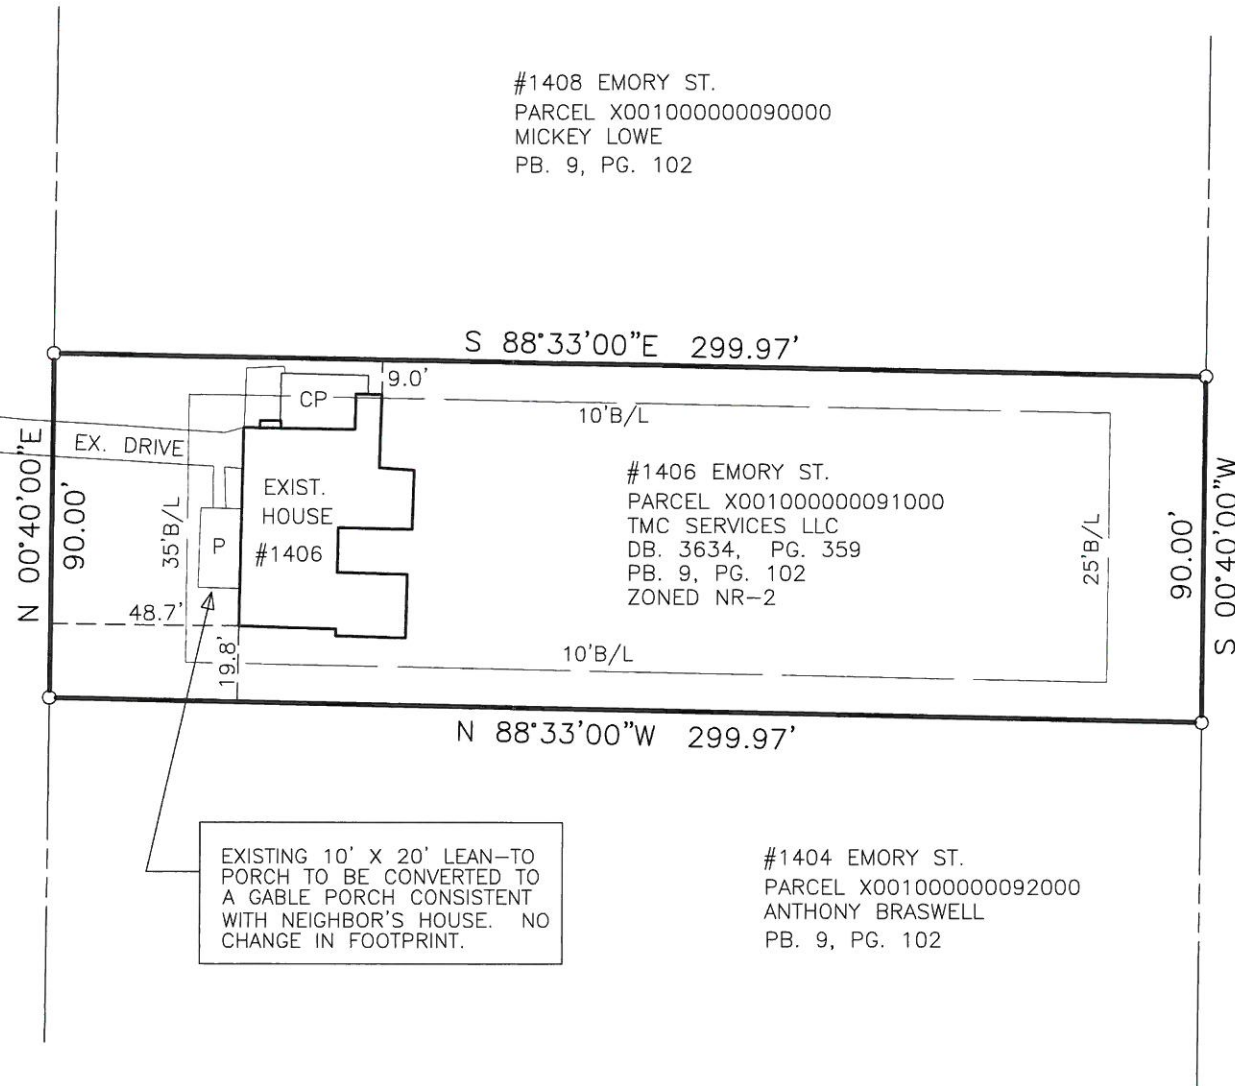 #1408 EMORY ST.
PARCEL X001000000090000
MICKEY LOWE
PB. 9, PG. 102
S 88°33'00"E 299.97'
9.0'
CP
10'B/L
EX. DRIVE
N 00°40'00"E
90.00'
35'B/L
EXIST.
HOUSE
#1406
P
48.7'
19.8'
#1406 EMORY ST.
PARCEL X001000000091000
TMC SERVICES LLC
DB. 3634, PG. 359
PB. 9, PG. 102
ZONED NR-2
25'B/L
90.00'
S 00°40'00"W
10'B/L
N 88°33'00"W 299.97'
EXISTING 10' X 20' LEAN-TO
PORCH TO BE CONVERTED TO
A GABLE PORCH CONSISTENT
WITH NEIGHBOR'S HOUSE. NO
CHANGE IN FOOTPRINT.
#1404 EMORY ST.
PARCEL X001000000092000
ANTHONY BRASWELL
PB. 9, PG. 102